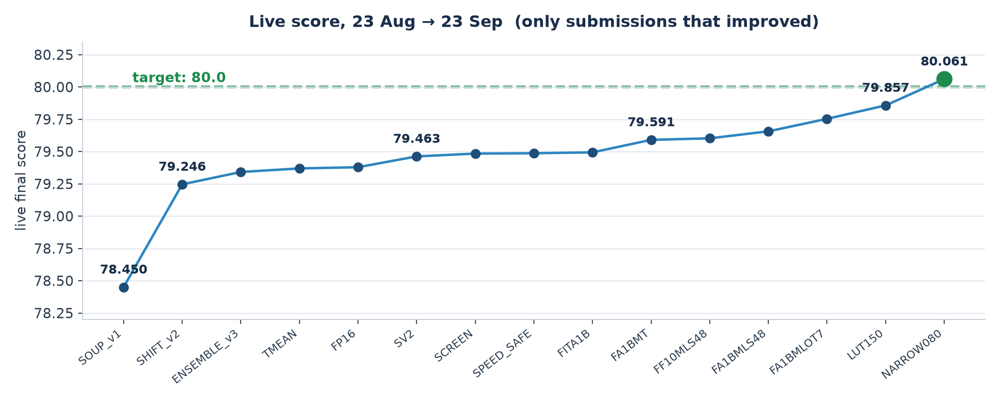 Live score, 23 Aug → 23 Sep  (only submissions that improved)
live final score
80.25
80.00
79.75
79.50
79.25
79.00
78.75
78.50
78.25
target: 80.0
78.450
79.246
79.463
79.591
79.857
80.061
SOUP_v1
SHIFT_v2
ENSEMBLE_v3
TMEAN
FP16
SV2
SCREEN
SPEED_SAFE
FITA1B
FA1BMT
FF10MLS48
FA1BMLS48
FA1BMLOT7
LUT150
NARROW080